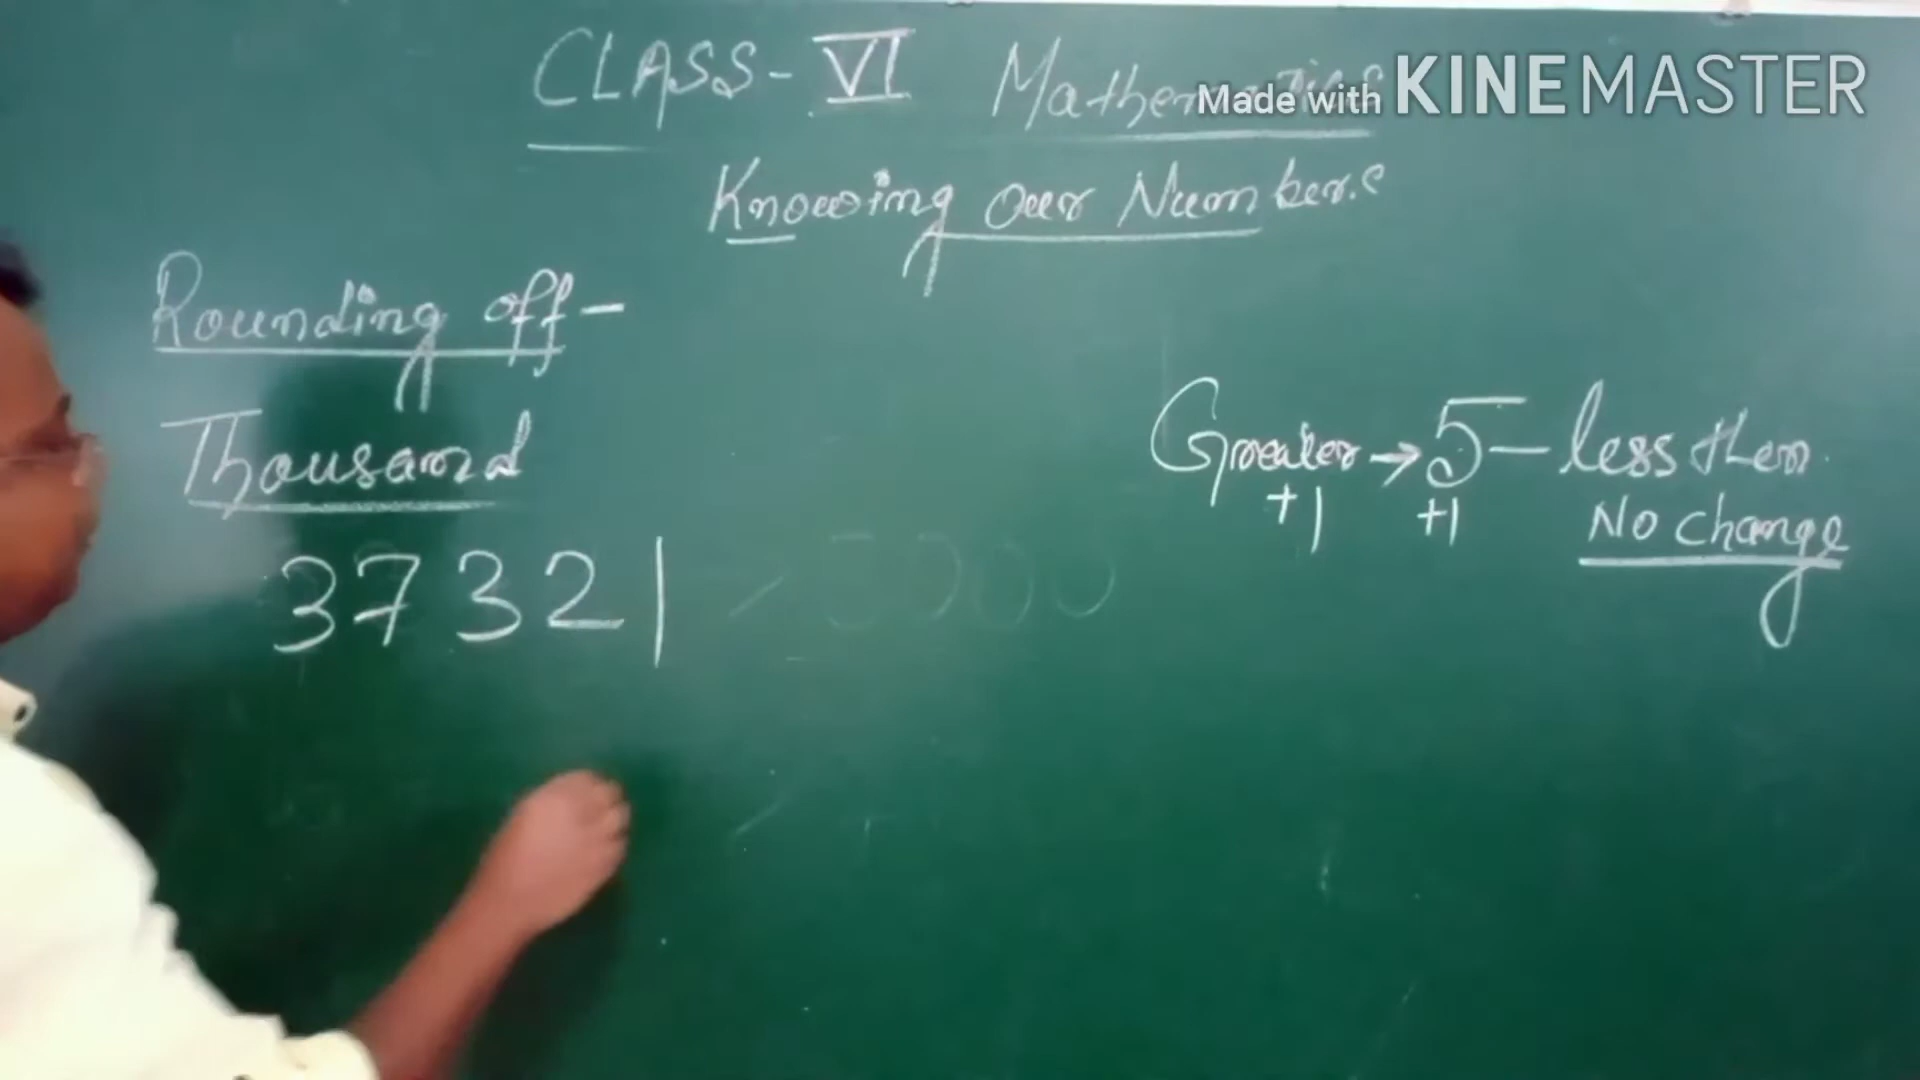 CLASS - VI Mathematics
Made with KINEMASTER
Knowing Our Numbers
Rounding off -
Thousand
Greater → 5 - less then
+1 +1 No change
37321